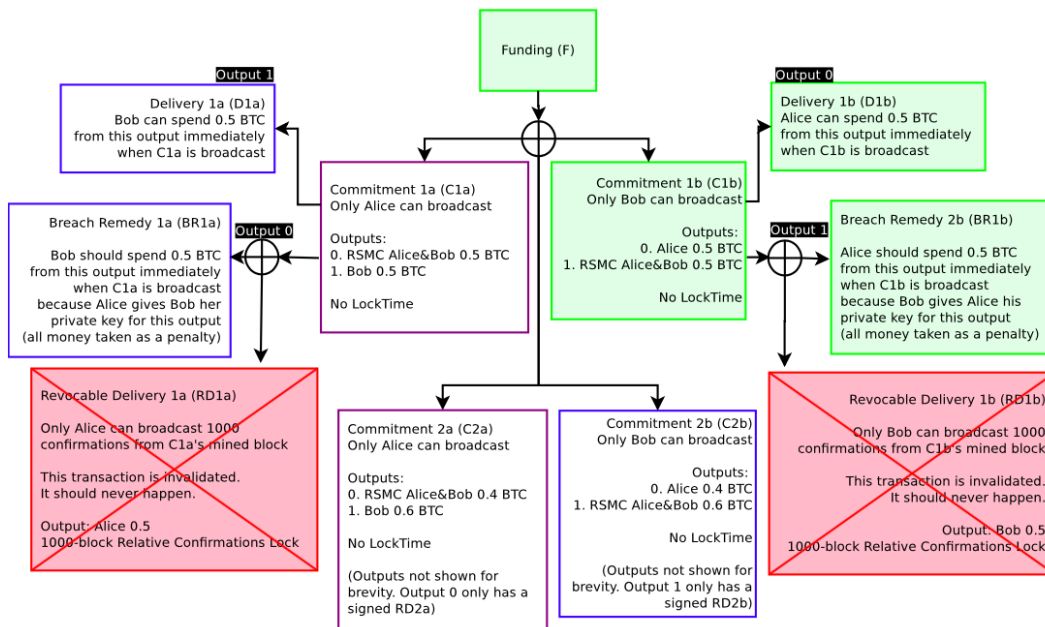 Funding (F)
Output 1
Delivery 1a (D1a)
Bob can spend 0.5 BTC
from this output immediately
when C1a is broadcast
Output 0
Delivery 1b (D1b)
Alice can spend 0.5 BTC
from this output immediately
when C1b is broadcast
Commitment 1a (C1a)
Only Alice can broadcast
Outputs:
0. RSMC Alice&Bob 0.5 BTC
1. Bob 0.5 BTC
No LockTime
Commitment 1b (C1b)
Only Bob can broadcast
Outputs:
0. Alice 0.5 BTC
1. RSMC Alice&Bob 0.5 BTC
No LockTime
Output 0
Breach Remedy 1a (BR1a)
Bob should spend 0.5 BTC
from this output immediately
when C1a is broadcast
because Alice gives Bob her
private key for this output
(all money taken as a penalty)
Output 1
Breach Remedy 2b (BR1b)
Alice should spend 0.5 BTC
from this output immediately
when C1b is broadcast
because Bob gives Alice his
private key for this output
(all money taken as a penalty)
Revocable Delivery 1a (RD1a)
Only Alice can broadcast 1000
confirmations from C1a's mined block
This transaction is invalidated.
It should never happen.
Output: Alice 0.5
1000-block Relative Confirmations Lock
Commitment 2a (C2a)
Only Alice can broadcast
Outputs:
0. RSMC Alice&Bob 0.4 BTC
1. Bob 0.6 BTC
No LockTime
(Outputs not shown for
brevity. Output 0 only has a
signed RD2a)
Commitment 2b (C2b)
Only Bob can broadcast
Outputs:
0. Alice 0.4 BTC
1. RSMC Alice&Bob 0.6 BTC
No LockTime
(Outputs not shown for
brevity. Output 1 only has a
signed RD2b)
Revocable Delivery 1b (RD1b)
Only Bob can broadcast 1000
confirmations from C1b's mined block
This transaction is invalidated.
It should never happen.
Output: Bob 0.5
1000-block Relative Confirmations Lock